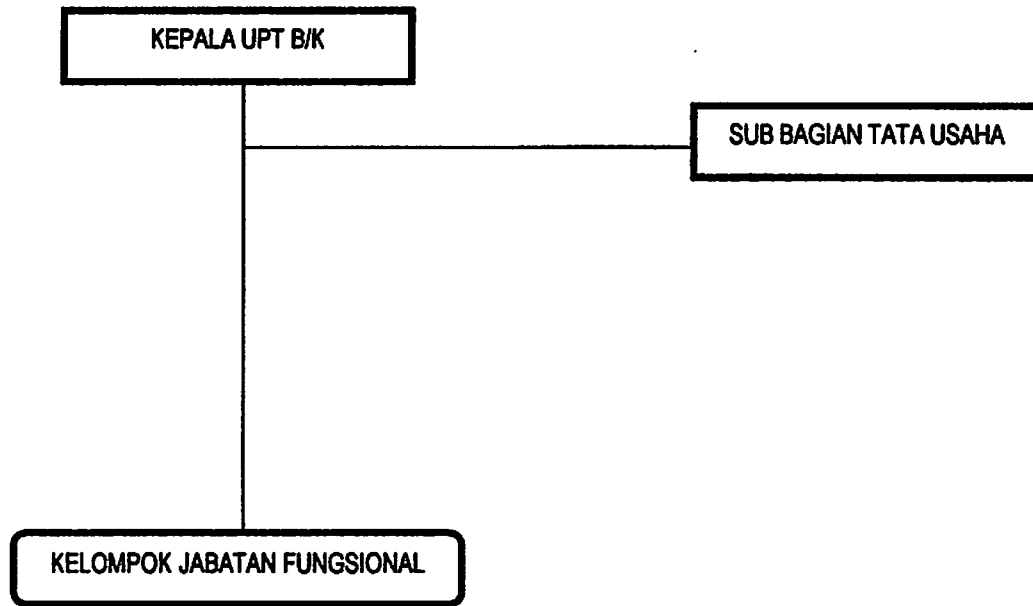 KEPALA UPT B/K
SUB BAGIAN TATA USAHA
KELOMPOK JABATAN FUNGSIONAL